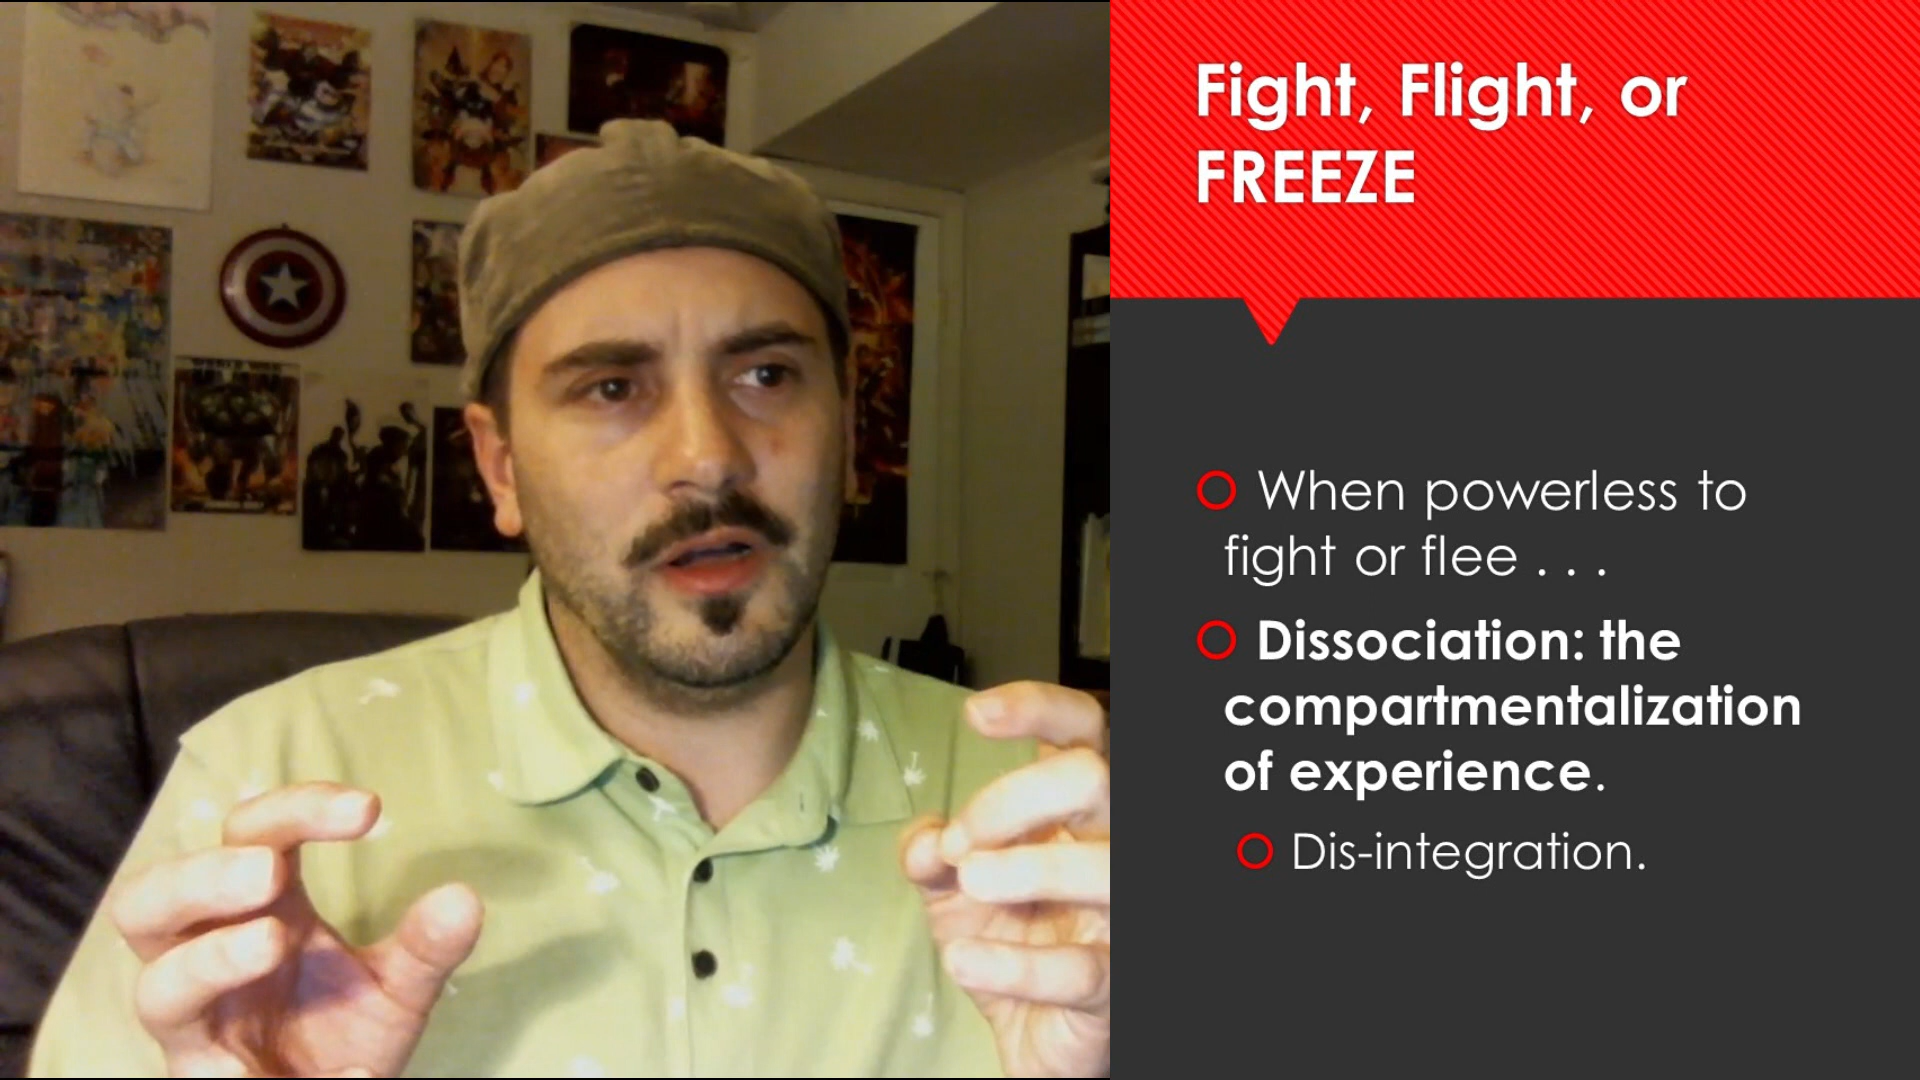 Fight, Flight, or
FREEZE
When powerless to
fight or flee . . .
Dissociation: the
compartmentalization
of experience.
Dis-integration.